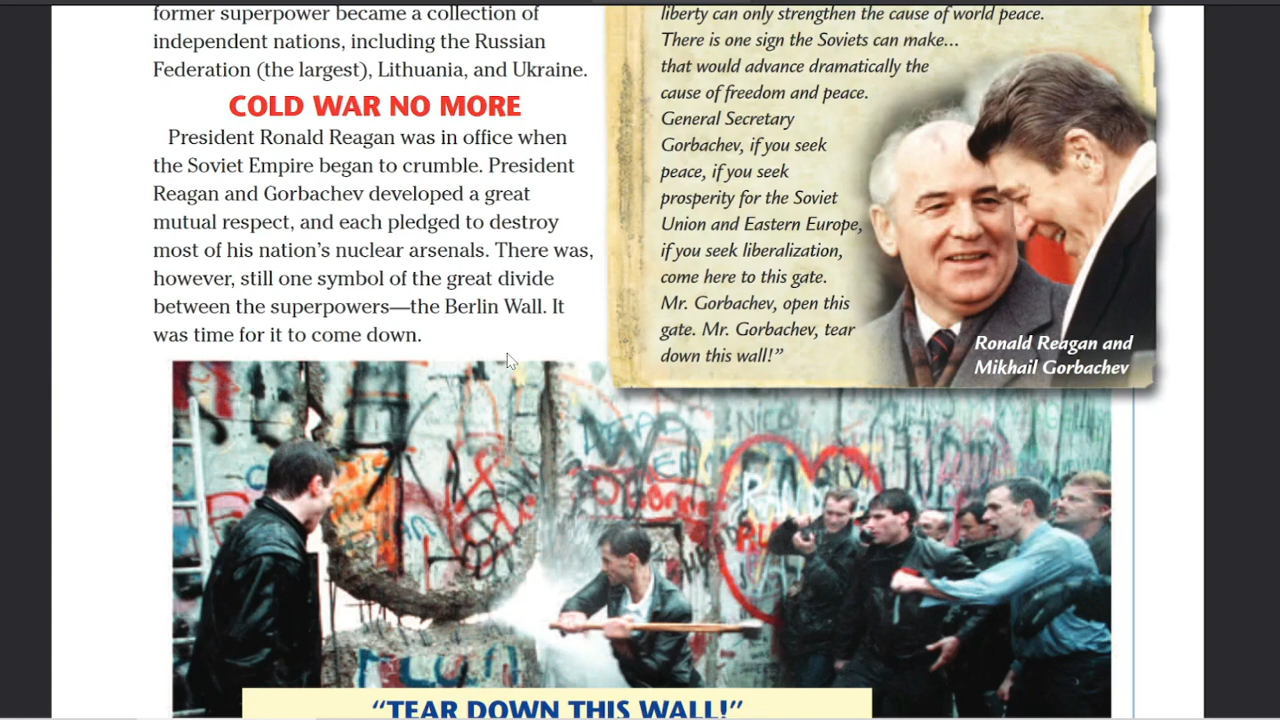 former superpower became a collection of
independent nations, including the Russian
Federation (the largest), Lithuania, and Ukraine.
COLD WAR NO MORE
President Ronald Reagan was in office when
the Soviet Empire began to crumble. President
Reagan and Gorbachev developed a great
mutual respect, and each pledged to destroy
most of his nation's nuclear arsenals. There was,
however, still one symbol of the great divide
between the superpowers—the Berlin Wall. It
was time for it to come down.
liberty can only strengthen the cause of world peace.
There is one sign the Soviets can make...
that would advance dramatically the
cause of freedom and peace.
General Secretary
Gorbachev, if you seek
peace, if you seek
prosperity for the Soviet
Union and Eastern Europe,
if you seek liberalization,
come here to this gate.
Mr. Gorbachev, open this
gate. Mr. Gorbachev, tear
down this wall!”
Ronald Reagan and
Mikhail Gorbachev
“TEAR DOWN THIS WALL!”